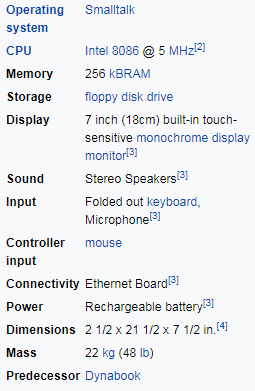 Operating Smalltalk
system
CPU Intel 8086 @ 5 MHz[2]
Memory 256 kBRAM
Storage floppy disk drive
Display 7 inch (18cm) built-in touch-
sensitive monochrome display
monitor[3]
Sound Stereo Speakers[3]
Input Folded out keyboard,
Microphone[3]
Controller mouse
input
Connectivity Ethernet Board[3]
Power Rechargeable battery[3]
Dimensions 2 1/2 x 21 1/2 x 7 1/2 in.[4]
Mass 22 kg (48 lb)
Predecessor Dynabook